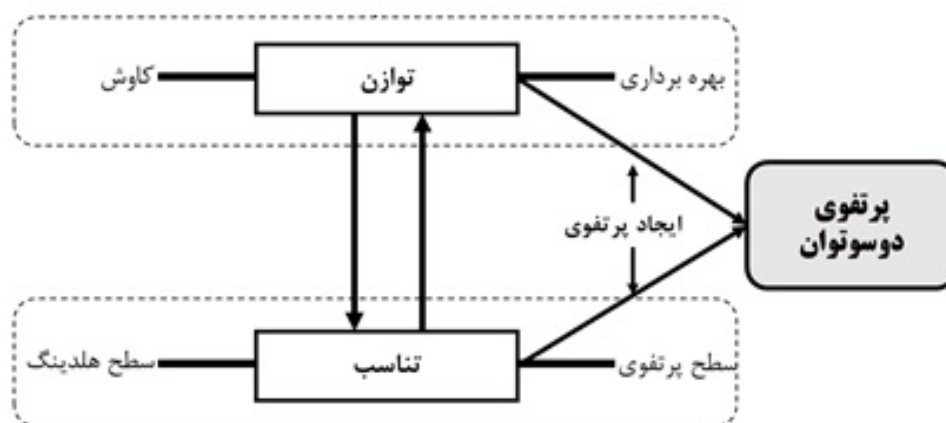 بهره برداری
توازن
کاوش
پرتفوی
دوسوتوان
ایجاد پرتفوی
سطح پرتفوی
تناسب
سطح هلدینگ